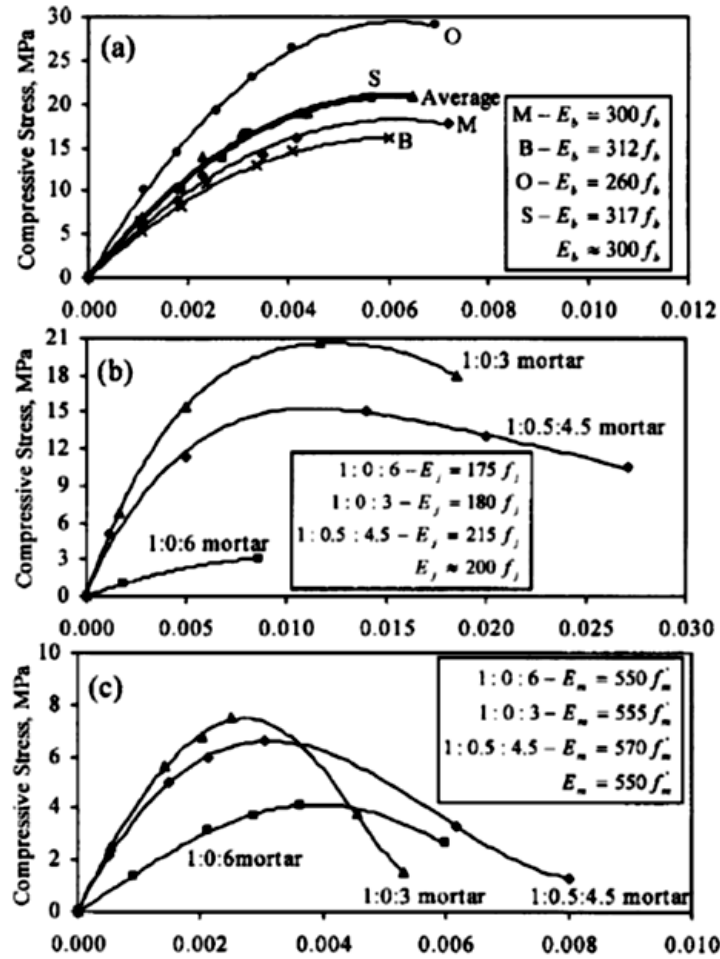 Compressive Stress, MPa
30
25
20
15
10
5
0
(a)
O
S
Average
M
B
M – E_b = 300 f_b
B – E_b = 312 f_b
O – E_b = 260 f_b
S – E_b = 317 f_b
E_b ≈ 300 f_b
0.000 0.002 0.004 0.006 0.008 0.010 0.012
Compressive Stress, MPa
21
18
15
12
9
6
3
0
(b)
1:0:3 mortar
1:0.5:4.5 mortar
1:0:6 mortar
1:0:6 – E_j = 175 f_j
1:0:3 – E_j = 180 f_j
1:0.5:4.5 – E_j = 215 f_j
E_j ≈ 200 f_j
0.000 0.005 0.010 0.015 0.020 0.025 0.030
Compressive Stress, MPa
10
8
6
4
2
0
(c)
1:0:6 – E_m = 550 f'_m
1:0:3 – E_m = 555 f'_m
1:0.5:4.5 – E_m = 570 f'_m
E_m = 550 f'_m
1:0:6mortar
1:0:3 mortar
1:0.5:4.5 mortar
0.000 0.002 0.004 0.006 0.008 0.010